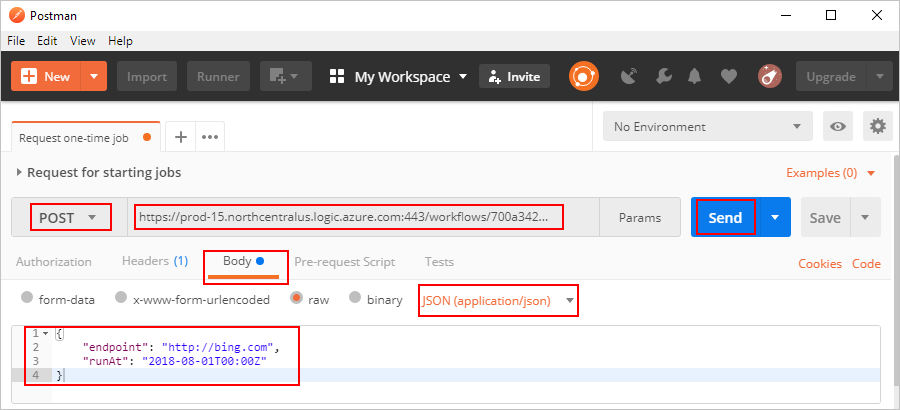 Postman
File Edit View Help
New Import Runner My Workspace Invite Upgrade
Request one-time job No Environment
Request for starting jobs Examples (0)
POST https://prod-15.northcentralus.logic.azure.com:443/workflows/700a342... Params Send Save
Authorization Headers (1) Body Pre-request Script Tests Cookies Code
form-data x-www-form-urlencoded raw binary JSON (application/json)
1 {
2 "endpoint": "http://bing.com",
3 "runAt": "2018-08-01T00:00Z"
4 }